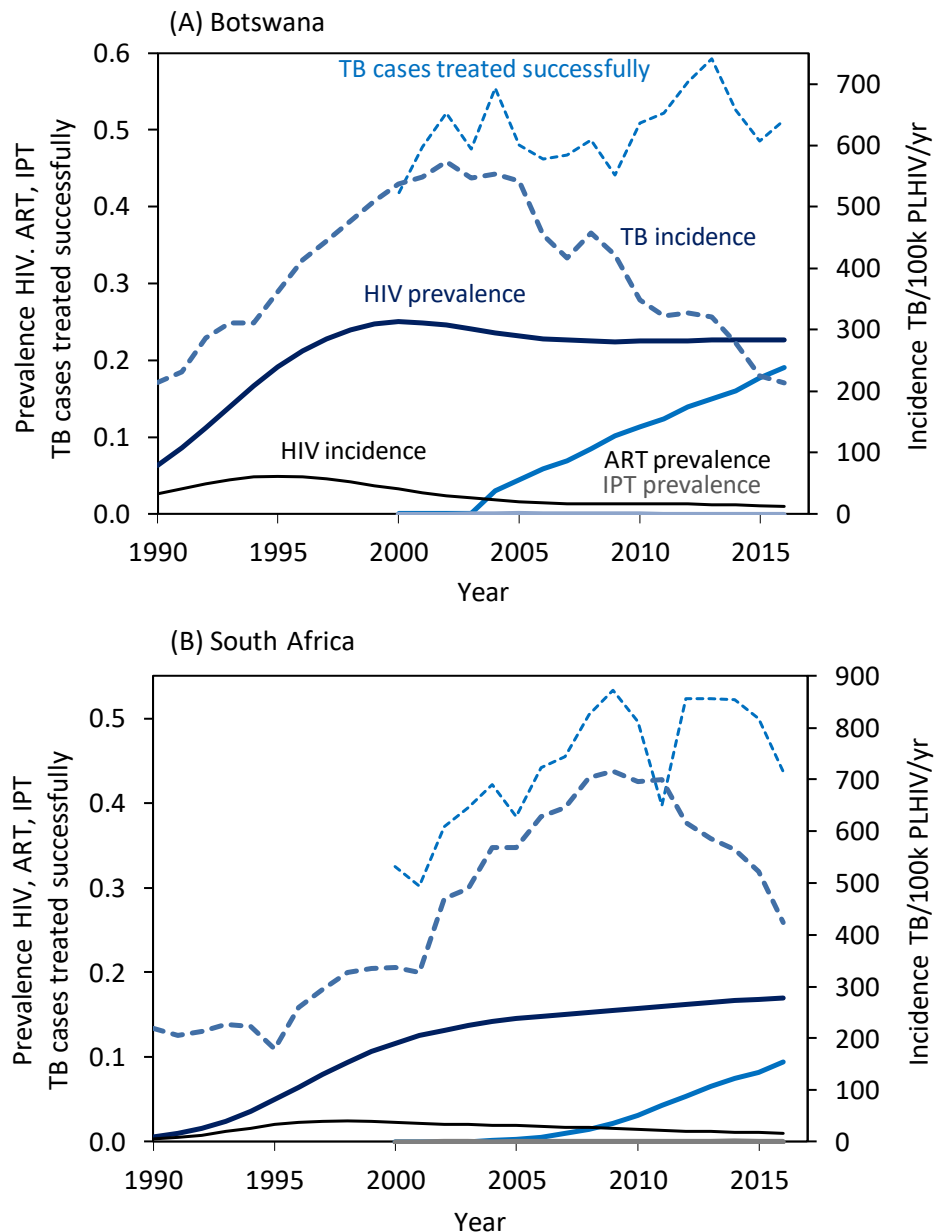 (A) Botswana
Prevalence HIV. ART, IPT
TB cases treated successfully
0.6
0.5
0.4
0.3
0.2
0.1
0.0
TB cases treated successfully
TB incidence
HIV prevalence
HIV incidence
ART prevalence
IPT prevalence
700
600
500
400
300
200
100
0
Incidence TB/100k PLHIV/yr
1990 1995 2000 2005 2010 2015
Year
(B) South Africa
Prevalence HIV, ART, IPT
TB cases treated successfully
0.5
0.4
0.3
0.2
0.1
0.0
900
800
700
600
500
400
300
200
100
0
Incidence TB/100k PLHIV/yr
1990 1995 2000 2005 2010 2015
Year